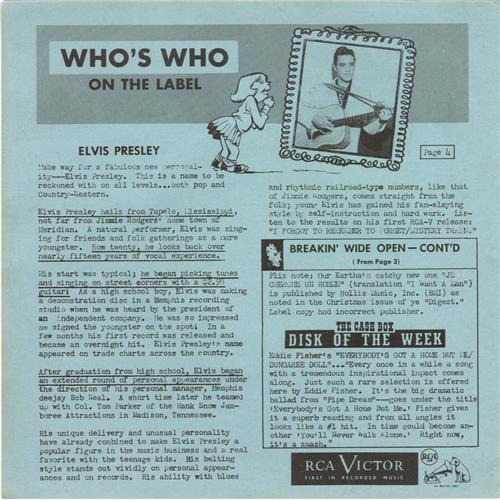 WHO'S WHO
ON THE LABEL
Page 4
ELVIS PRESLEY
Make way for a fabulous new personal-
ity---Elvis Presley. This is a name to be
reckoned with on all levels...both pop and
Country-Western.
Elvis Presley hails from Tupelo, Mississippi,
not far from Jimmie Rodgers' home town of
Meridian. A natural performer, Elvis was sing-
ing for friends and folk gatherings as a mere
youngster. Now twenty, he looks back over
nearly fifteen years of vocal experience.
His start was typical; he began picking tunes
and singing on street corners with a $2.98
guitar! As a high school boy, Elvis was making
a demonstration disc in a Memphis recording
studio when he was heard by the president of
an independent company. He was so impressed
he signed the youngster on the spot! In a
few months his first record was released and
became an overnight hit. Elvis Presley's name
appeared on trade charts across the country.
After graduation from high school, Elvis began
an extended round of personal appearances under
the direction of his personal manager, Memphis
deejay Bob Neal. A short time later he teamed
up with Col. Tom Parker of the Hank Snow Jam-
boree Attractions in Madison, Tennessee.
His unique delivery and unusual personality
have already combined to make Elvis Presley a
popular figure in the music business and a real
favorite with the teenage kids. His belting
style stands out vividly on personal appear-
ances and on records. His ability with blues
and rhythmic railroad-type numbers, like that
of Jimmie Rodgers, comes straight from the
folk; young Elvis has gained his fan-slaying
style by self-instruction and hard work. Lis-
ten to the results on his first RCA-V release:
"I FORGOT TO REMEMBER TO FORGET/MYSTERY TRAIN."
BREAKIN' WIDE OPEN — CONT'D
(From Page 3)
Flix note: Our Eartha's catchy new one "JE
CHERCHE UN HOMME" (translation "I Want A Man")
is published by Hollis Music, Inc. (BMI) as
noted in the Christmas issue of ye "Digest."
Label copy had incorrect publisher.
THE CASH BOX
DISK OF THE WEEK
Eddie Fisher's "EVERYBODY'S GOT A HOME BUT ME/
DUNGAREE DOLL"..."Every once in a while a song
with a tremendous inspirational impact comes
along. Just such a rare selection is offered
here by Eddie Fisher. It's the big dramatic
ballad from "Pipe Dream"---goes under the title
'Everybody's Got A Home But Me.' Fisher gives
it a superb reading and from all angles it
looks like a #1 hit. In time could become an-
other 'You'll Never Walk Alone.' Right now,
it's a smash."
RCA VICTOR
FIRST IN RECORDED MUSIC
RCA
"HIS MASTER'S VOICE"